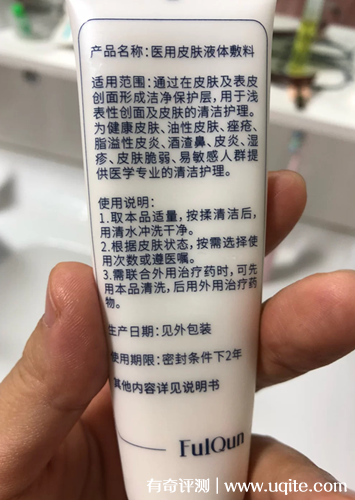 产品名称:医用皮肤液体敷料
适用范围:通过在皮肤及表皮
创面形成洁净保护层,用于浅
表性创面及皮肤的清洁护理。
为健康皮肤、油性皮肤、痤疮、
脂溢性皮炎、酒渣鼻、皮炎、湿
疹、皮肤脆弱、易敏感人群提
供医学专业的清洁护理。
使用说明:
1.取本品适量,按揉清洁后,
用清水冲洗干净。
2.根据皮肤状态,按需选择使
用次数或遵医嘱。
3.需联合外用治疗药时,可先
用本品清洗,后用外用治疗药
物。
生产日期:见外包装
使用期限:密封条件下2年
其他内容详见说明书
FulQun
有奇评测 | www.uqite.com